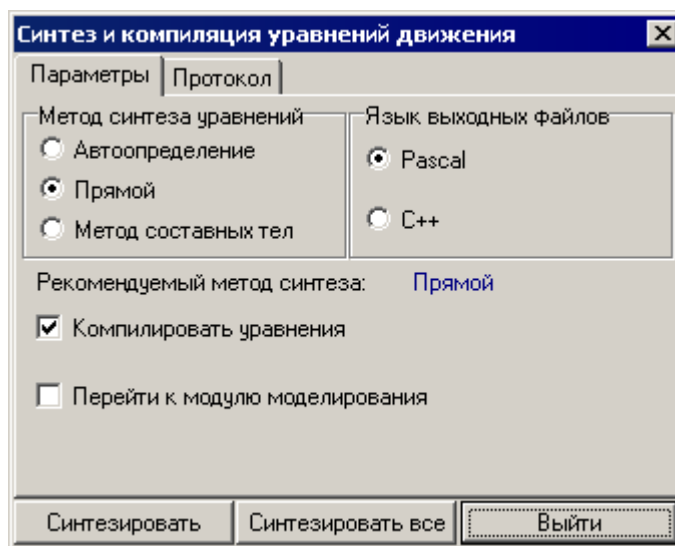 Синтез и компиляция уравнений движения
Параметры Протокол
Метод синтеза уравнений
Автоопределение
Прямой
Метод составных тел
Язык выходных файлов
Pascal
C++
Рекомендуемый метод синтеза: Прямой
Компилировать уравнения
Перейти к модулю моделирования
Синтезировать Синтезировать все Выйти